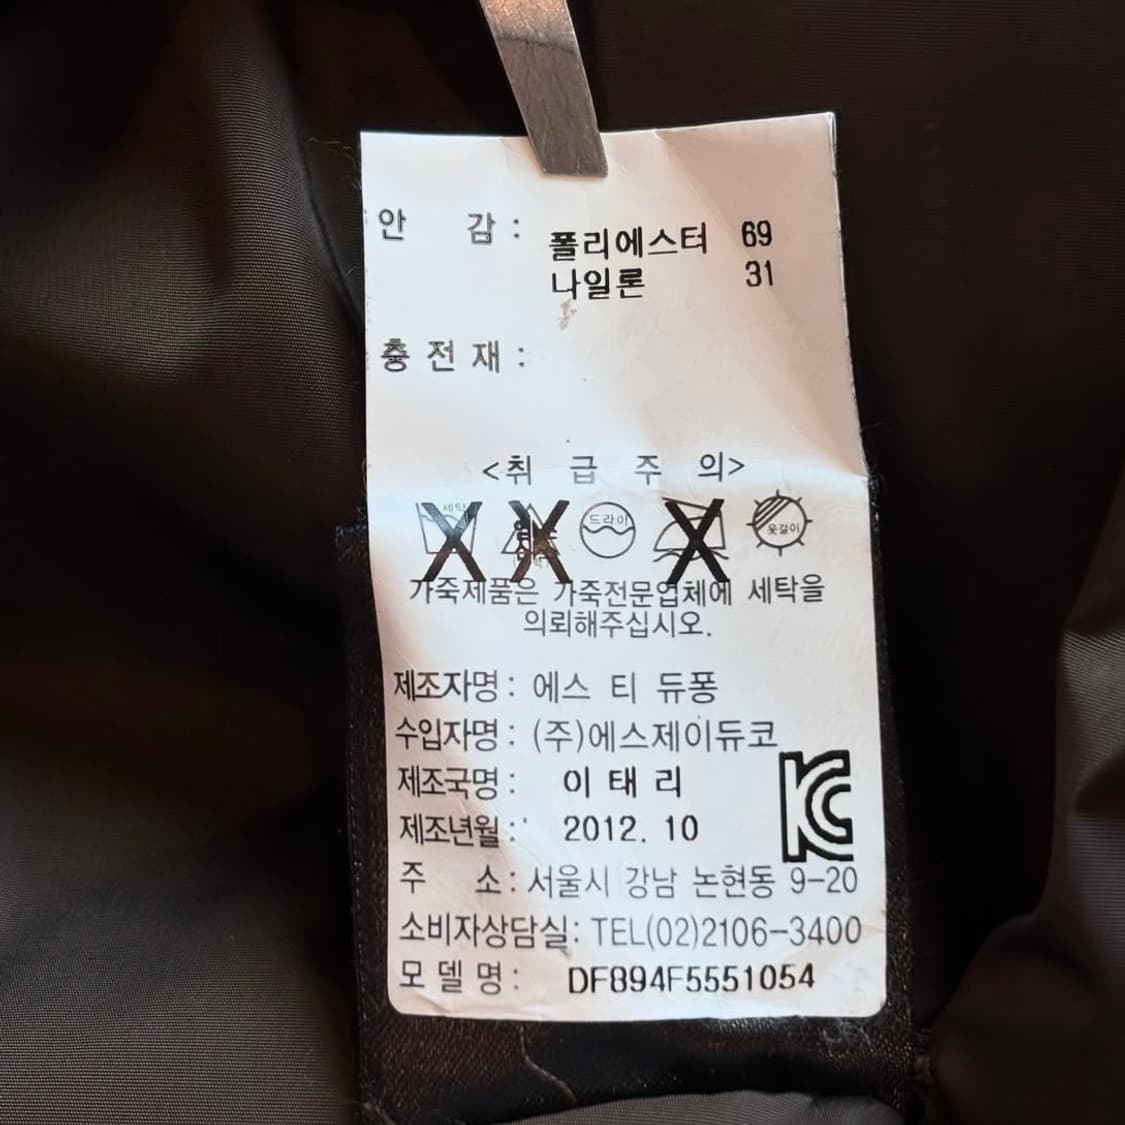 안 감 : 폴리에스터 69
나일론 31
충 전 재 :
<취 급 주 의>
세탁 드라이 옷걸이
가죽제품은 가죽전문업체에 세탁을
의뢰해주십시오.
제조자명 : 에스 티 듀퐁
수입자명 : (주)에스제이듀코
제조국명 : 이 태 리
제조년월 : 2012. 10
주 소 : 서울시 강남 논현동 9-20
소비자상담실: TEL(02)2106-3400
모 델 명 : DF894F5551054